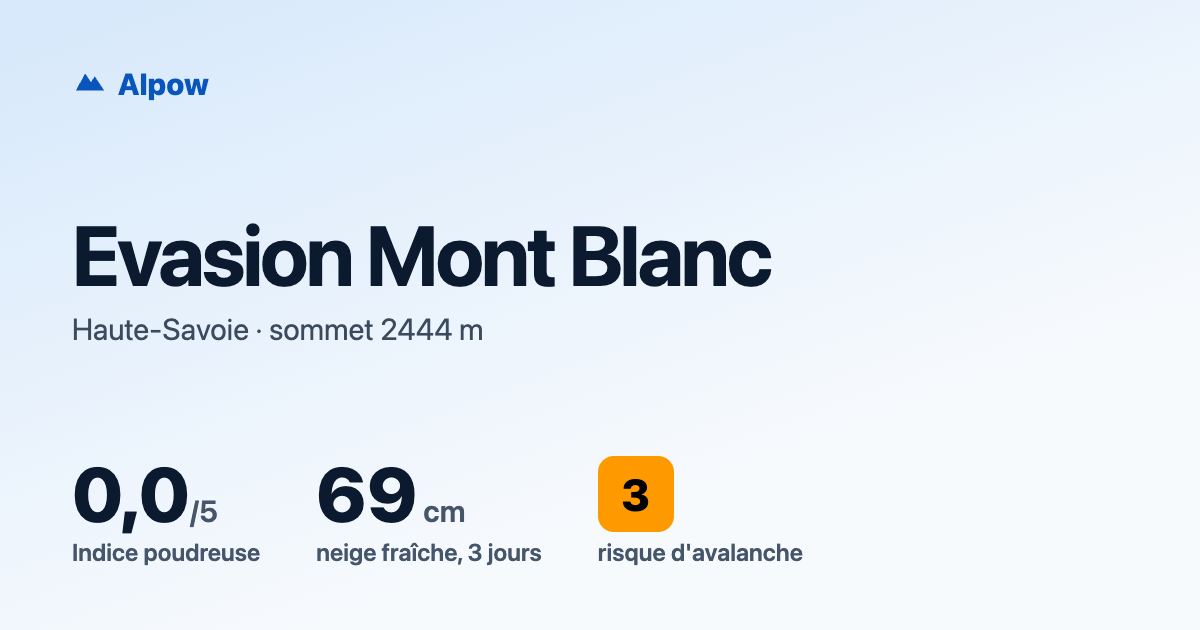 Alpow
Evasion Mont Blanc
Haute-Savoie · sommet 2444 m
0,0/5
Indice poudreuse
69 cm
neige fraîche, 3 jours
3
risque d'avalanche